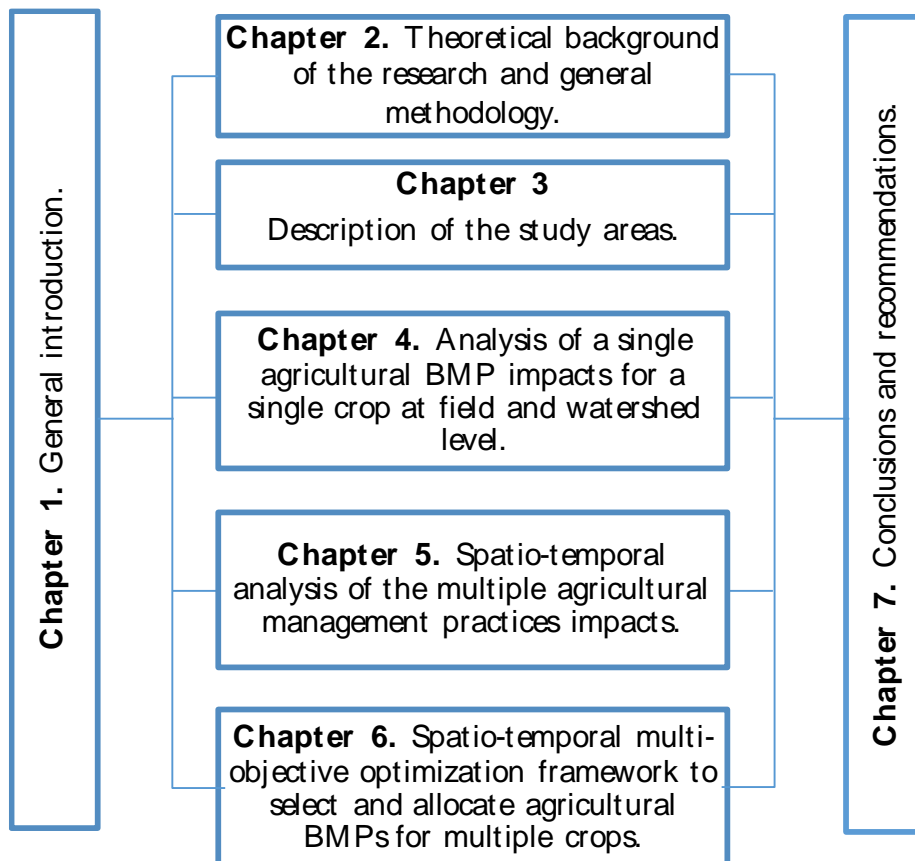 Chapter 1. General introduction.
Chapter 2. Theoretical background
of the research and general
methodology.
Chapter 3
Description of the study areas.
Chapter 4. Analysis of a single
agricultural BMP impacts for a
single crop at field and watershed
level.
Chapter 5. Spatio-temporal
analysis of the multiple agricultural
management practices impacts.
Chapter 6. Spatio-temporal multi-
objective optimization framework to
select and allocate agricultural
BMPs for multiple crops.
Chapter 7. Conclusions and recommendations.